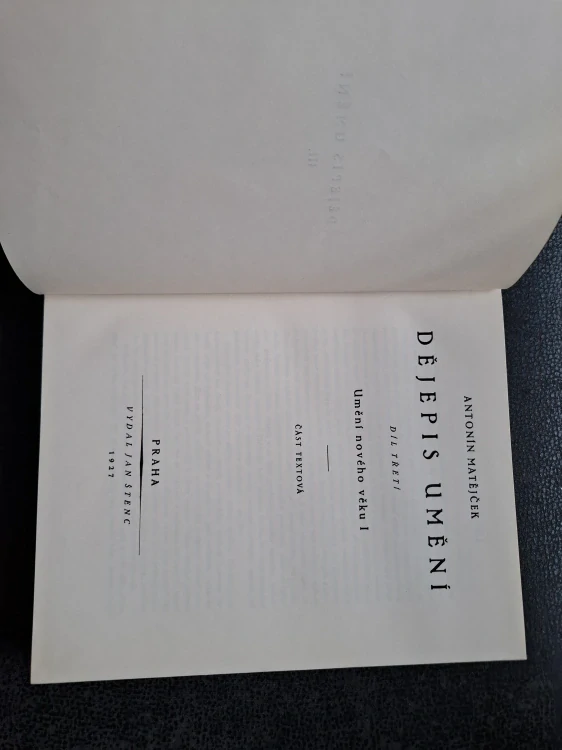 ANTONÍN MATĚJČEK
DĚJEPIS UMĚNÍ
DÍL TŘETÍ
Umění nového věku I
ČÁST TEXTOVÁ
PRAHA
VYDAL JAN ŠTENC
1927